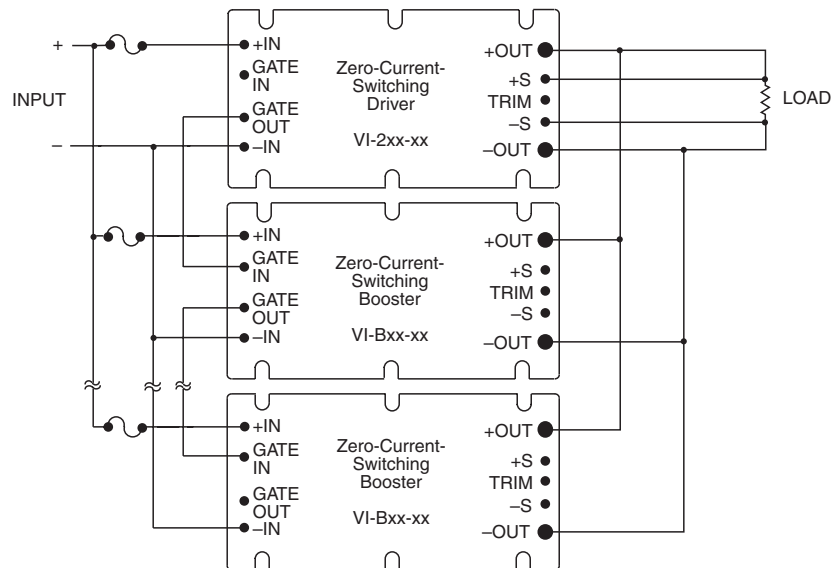 +
INPUT
–
+IN
GATE
IN
GATE
OUT
–IN
Zero-Current-
Switching
Driver
VI-2xx-xx
+OUT
+S
TRIM
–S
–OUT
LOAD
+IN
GATE
IN
GATE
OUT
–IN
Zero-Current-
Switching
Booster
VI-Bxx-xx
+OUT
+S
TRIM
–S
–OUT
+IN
GATE
IN
GATE
OUT
–IN
Zero-Current-
Switching
Booster
VI-Bxx-xx
+OUT
+S
TRIM
–S
–OUT